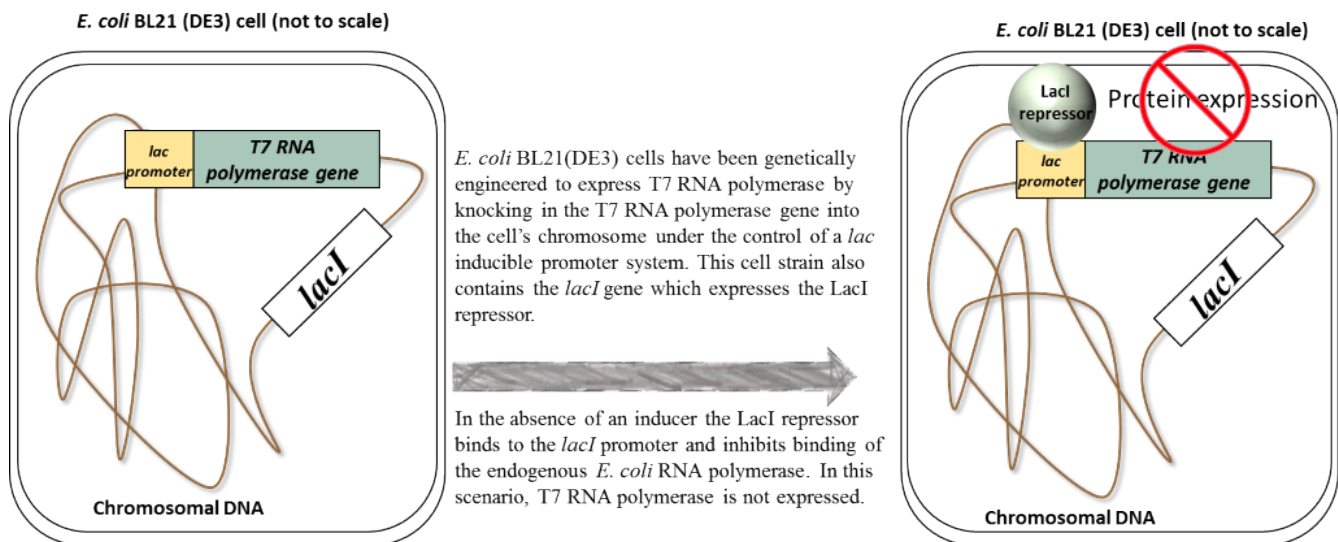 E. coli BL21 (DE3) cell (not to scale)
lac
promoter
T7 RNA
polymerase gene
lacI
Chromosomal DNA
E. coli BL21(DE3) cells have been genetically
engineered to express T7 RNA polymerase by
knocking in the T7 RNA polymerase gene into
the cell's chromosome under the control of a lac
inducible promoter system. This cell strain also
contains the lacI gene which expresses the LacI
repressor.
In the absence of an inducer the LacI repressor
binds to the lacI promoter and inhibits binding of
the endogenous E. coli RNA polymerase. In this
scenario, T7 RNA polymerase is not expressed.
E. coli BL21 (DE3) cell (not to scale)
LacI
repressor
Protein expression
lac
promoter
T7 RNA
polymerase gene
lacI
Chromosomal DNA